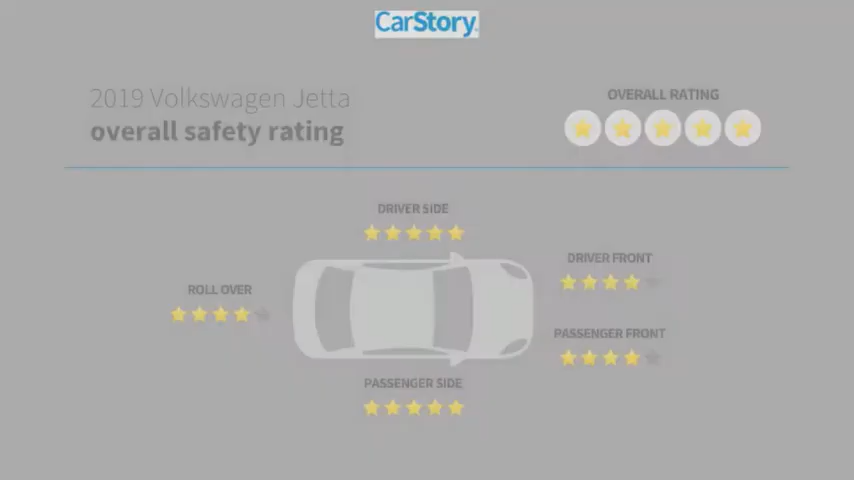 CarStory
2019 Volkswagen Jetta
overall safety rating
OVERALL RATING
DRIVER SIDE
DRIVER FRONT
ROLL OVER
PASSENGER FRONT
PASSENGER SIDE